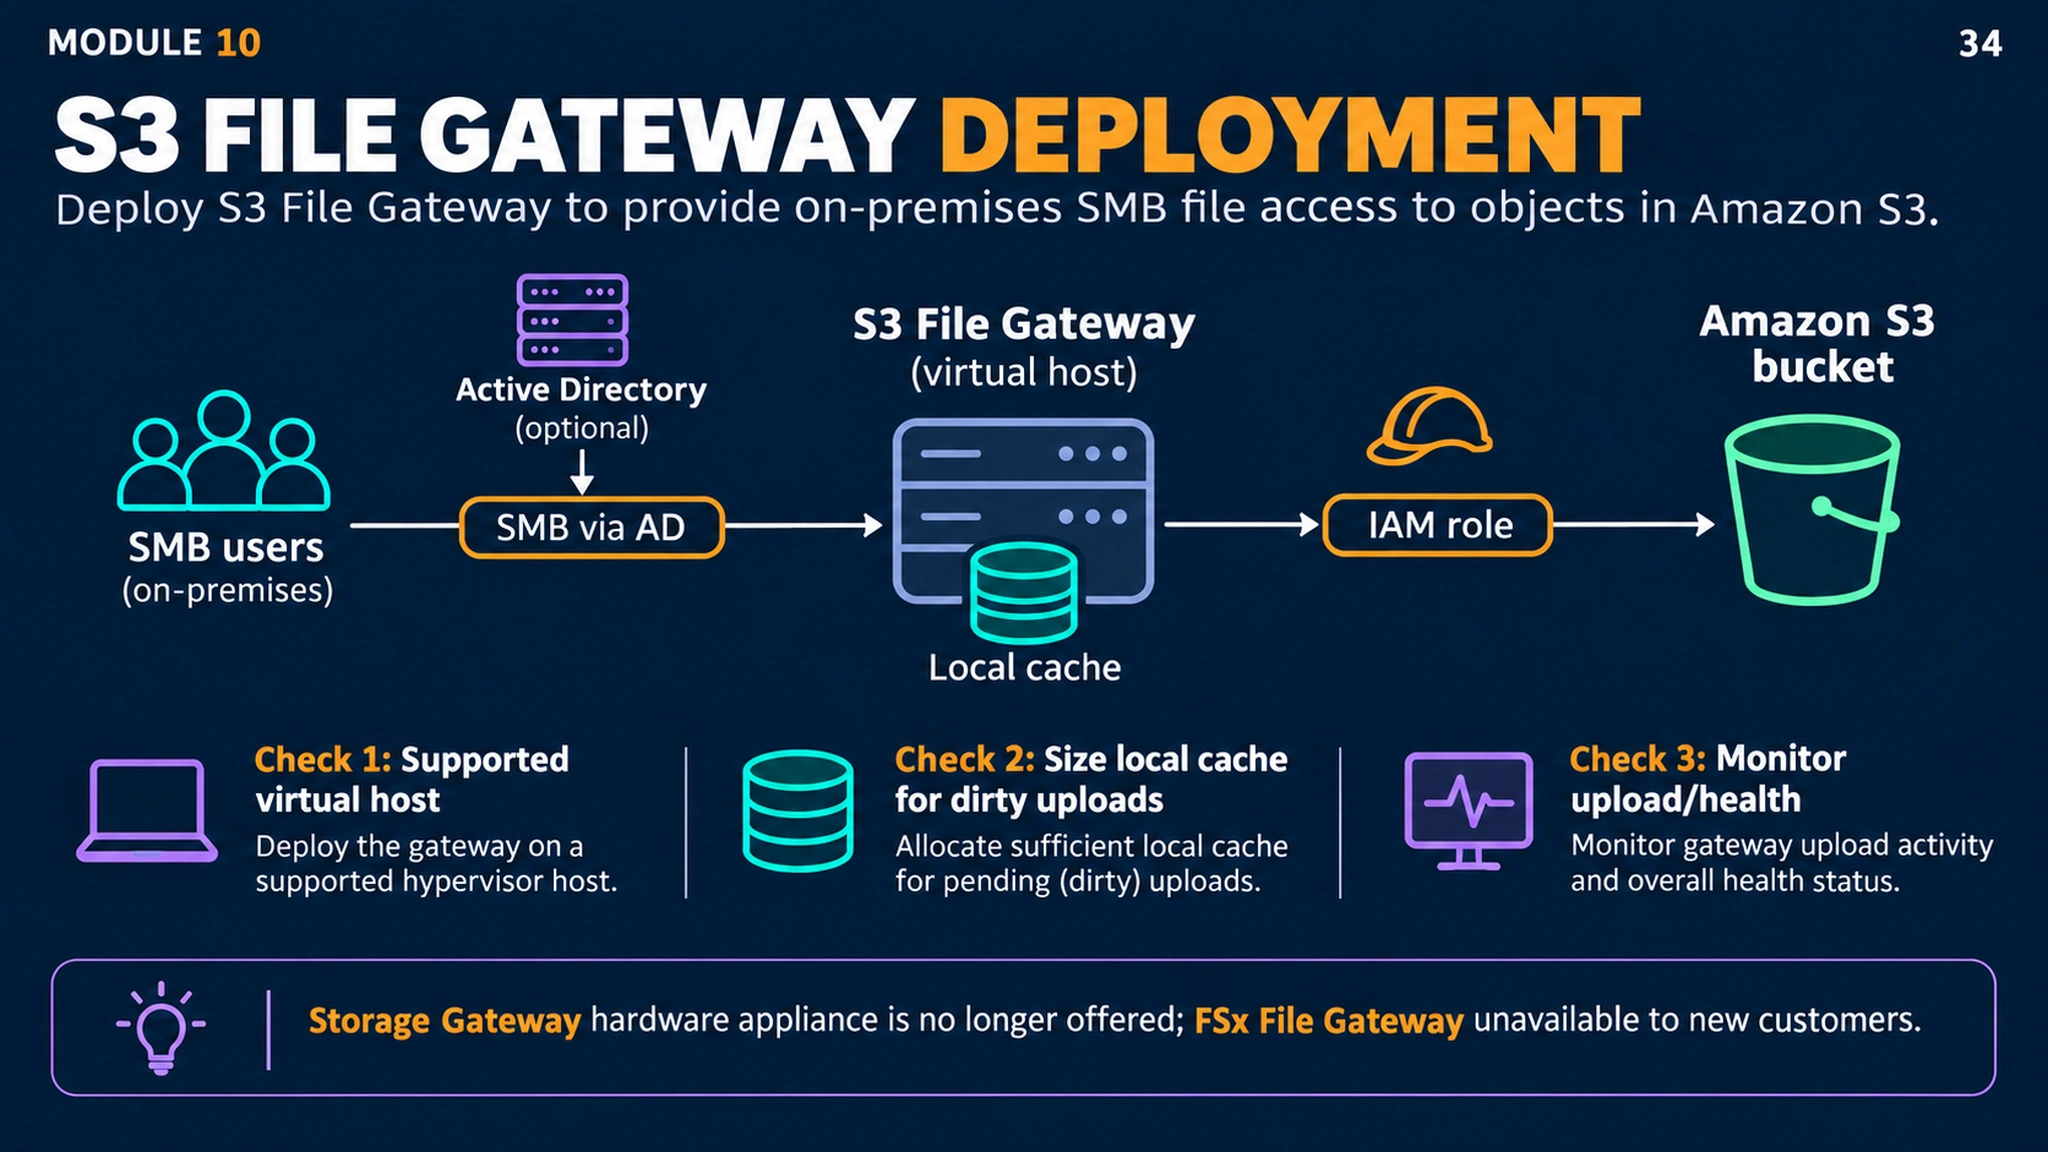 MODULE 10
34
S3 FILE GATEWAY DEPLOYMENT
Deploy S3 File Gateway to provide on-premises SMB file access to objects in Amazon S3.
SMB users
(on-premises)
Active Directory
(optional)
SMB via AD
S3 File Gateway
(virtual host)
Local cache
IAM role
Amazon S3
bucket
Check 1: Supported
virtual host
Deploy the gateway on a
supported hypervisor host.
Check 2: Size local cache
for dirty uploads
Allocate sufficient local cache
for pending (dirty) uploads.
Check 3: Monitor
upload/health
Monitor gateway upload activity
and overall health status.
Storage Gateway hardware appliance is no longer offered; FSx File Gateway unavailable to new customers.